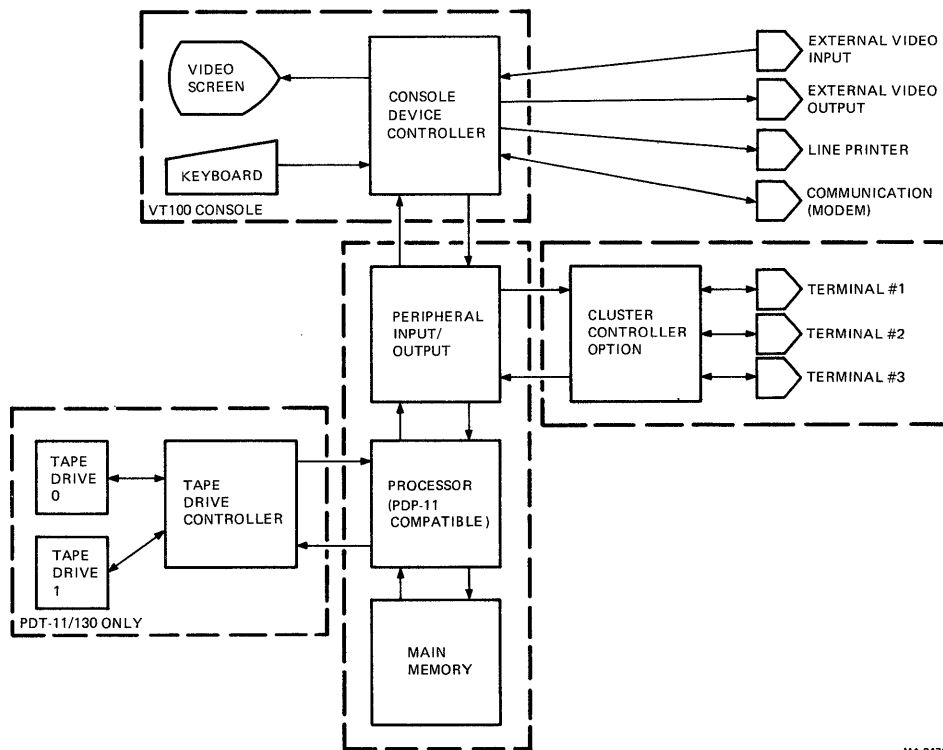 VIDEO
SCREEN
KEYBOARD
VT100 CONSOLE
CONSOLE
DEVICE
CONTROLLER
EXTERNAL VIDEO
INPUT
EXTERNAL VIDEO
OUTPUT
LINE PRINTER
COMMUNICATION
(MODEM)
PERIPHERAL
INPUT/
OUTPUT
CLUSTER
CONTROLLER
OPTION
TERMINAL #1
TERMINAL #2
TERMINAL #3
TAPE
DRIVE
0
TAPE
DRIVE
1
TAPE
DRIVE
CONTROLLER
PDT-11/130 ONLY
PROCESSOR
(PDP-11
COMPATIBLE)
MAIN
MEMORY